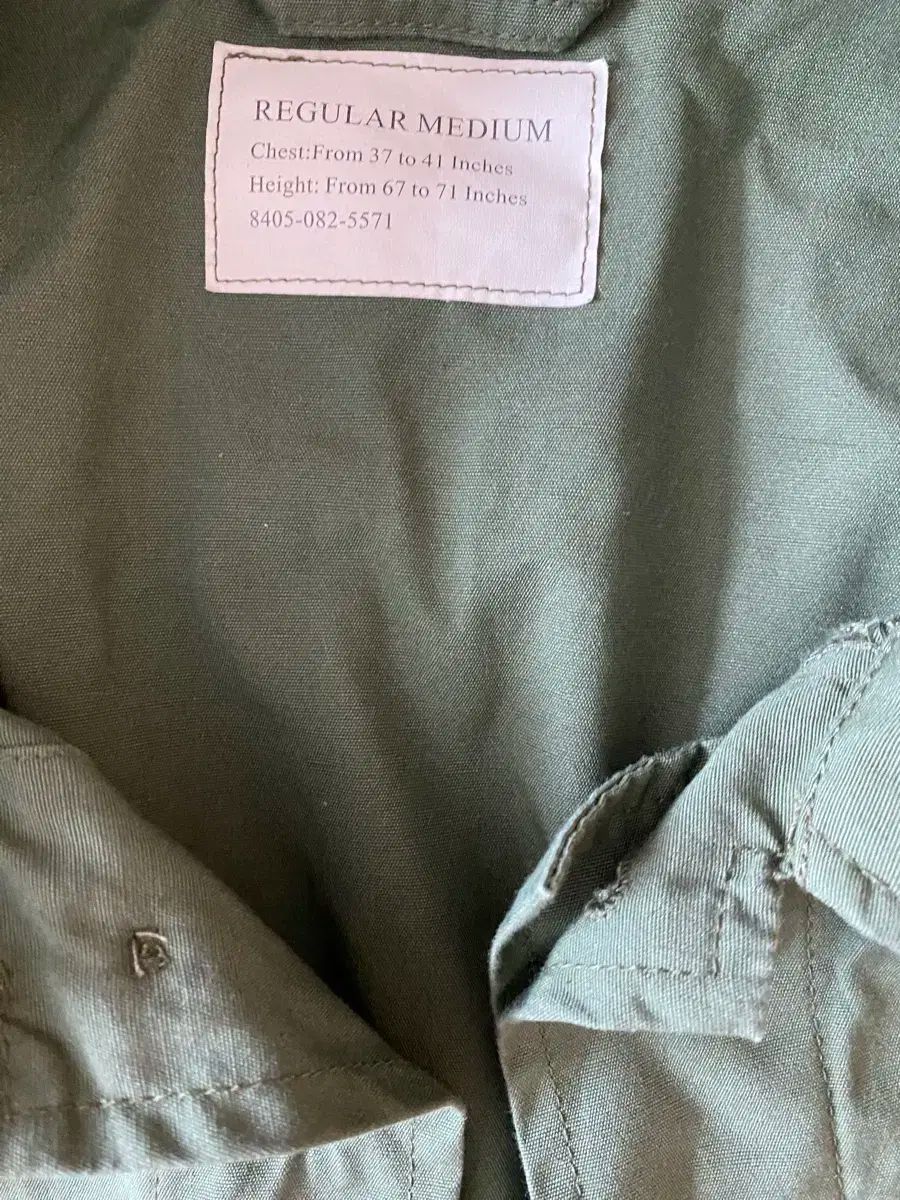 REGULAR MEDIUM
Chest:From 37 to 41 Inches
Height: From 67 to 71 Inches
8405-082-5571